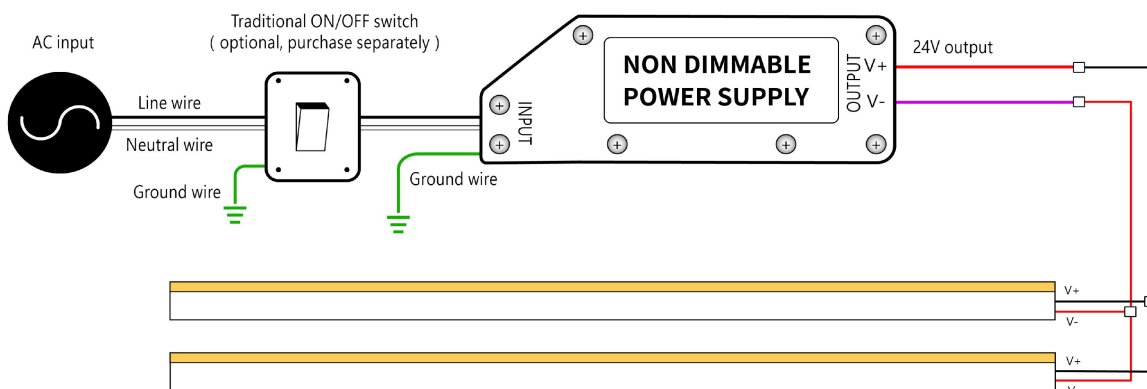 Traditional ON/OFF switch
( optional, purchase separately )
AC input
24V output
NON DIMMABLE
POWER SUPPLY
INPUT
OUTPUT
V+
V-
Line wire
Neutral wire
Ground wire
Ground wire
V+
V-
V+